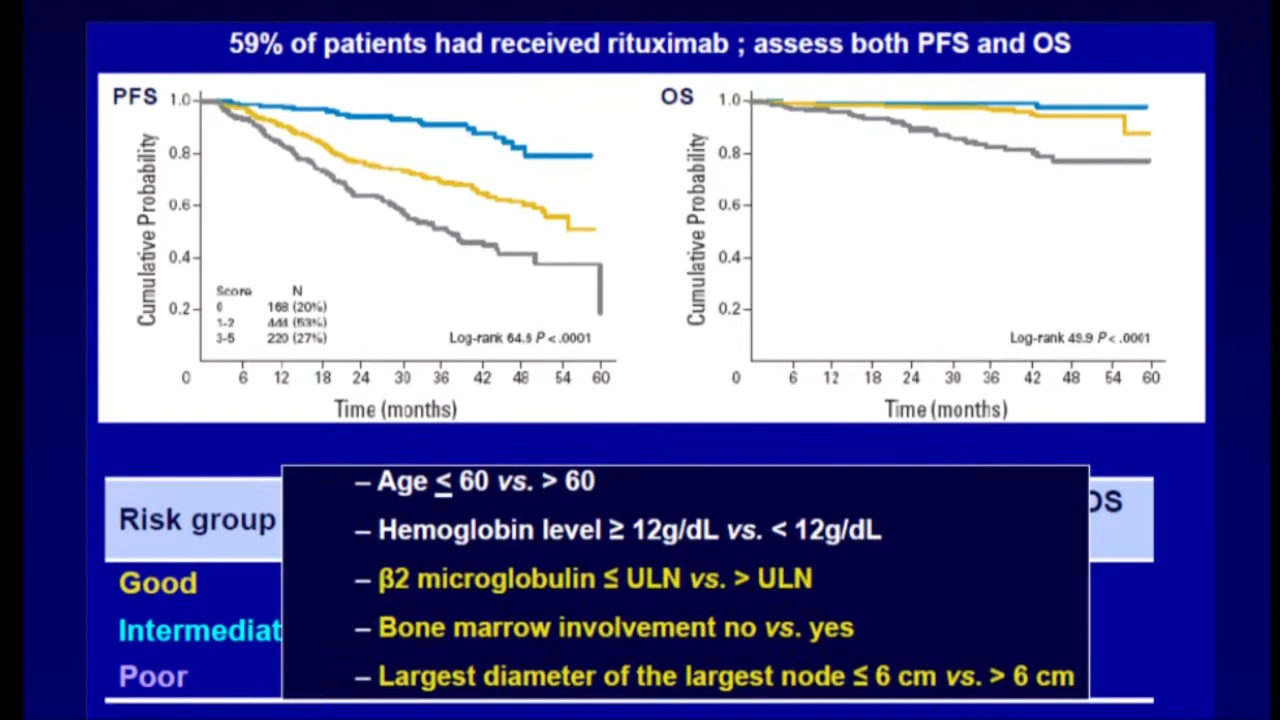 59% of patients had received rituximab ; assess both PFS and OS
PFS
1.0
0.8
0.6
0.4
0.2
Cumulative Probability
Score N
0 168 (20%)
1-2 444 (53%)
3-5 220 (27%)
Log-rank 64.5 P < .0001
0 6 12 18 24 30 36 42 48 54 60
Time (months)
OS
1.0
0.8
0.6
0.4
0.2
Cumulative Probability
Log-rank 49.9 P < .0001
0 6 12 18 24 30 36 42 48 54 60
Time (months)
Risk group
OS
Good
Intermediat
Poor
– Age ≤ 60 vs. > 60
– Hemoglobin level ≥ 12g/dL vs. < 12g/dL
– β2 microglobulin ≤ ULN vs. > ULN
– Bone marrow involvement no vs. yes
– Largest diameter of the largest node ≤ 6 cm vs. > 6 cm